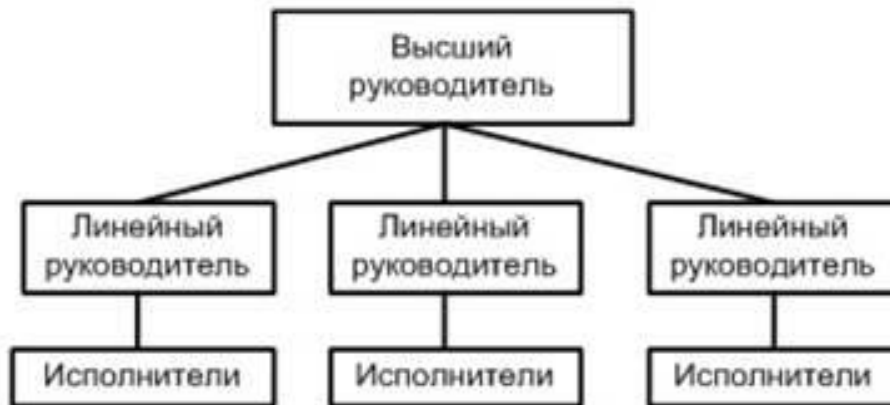 Высший
руководитель
Линейный
руководитель
Линейный
руководитель
Линейный
руководитель
Исполнители
Исполнители
Исполнители